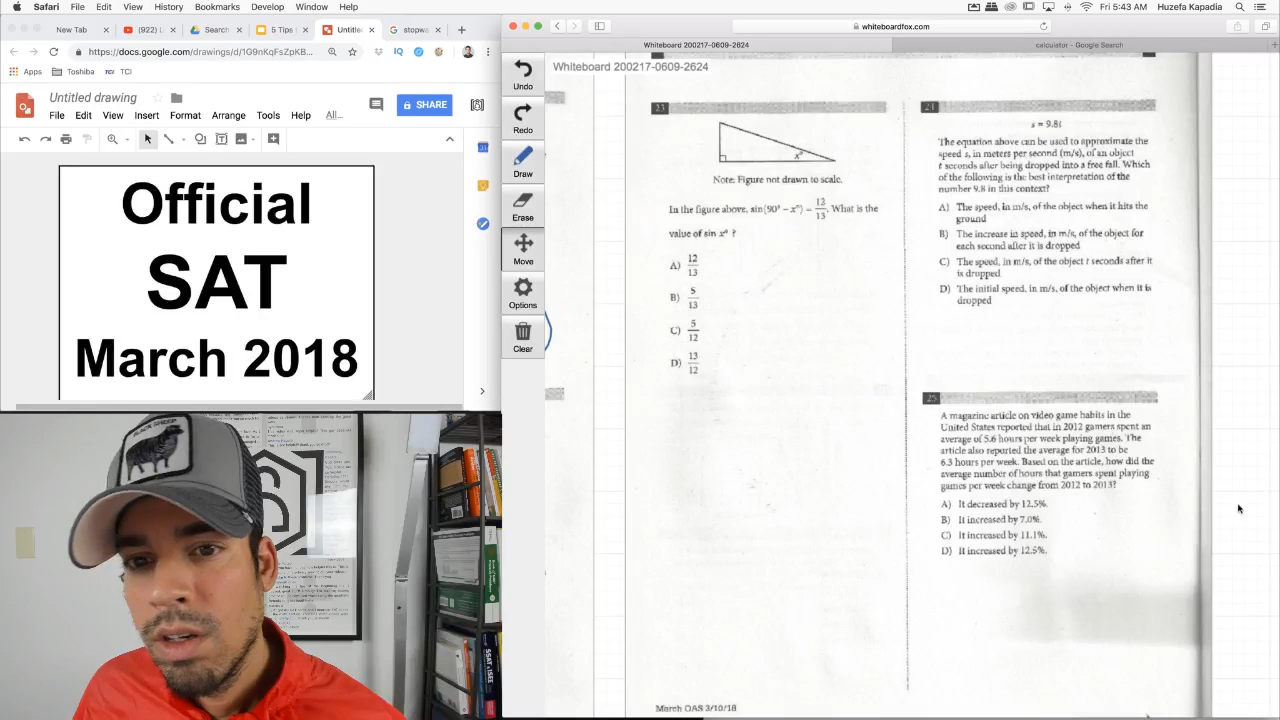 Safari File Edit View History Bookmarks Develop Window Help
Fri 5:43 AM Huzefa Kapadia
New Tab
(922)
Search
5 Tips
Untitled
stopwa
https://docs.google.com/drawings/d/1G9nKqFsZpKB...
Apps Toshiba TCI
Untitled drawing
File Edit View Insert Format Arrange Tools Help All...
SHARE
Official
SAT
March 2018
whiteboardfox.com
Whiteboard 200217-0609-2624
calculator - Google Search
Whiteboard 200217-0609-2624
Undo
Redo
Draw
Erase
Move
Options
Clear
23
x°
Note: Figure not drawn to scale.
In the figure above, sin(90° − x°) = 12/13. What is the
value of sin x° ?
A) 12/13
B) 5/13
C) 5/12
D) 13/12
March OAS 3/10/18
s = 9.8t
The equation above can be used to approximate the
speed s, in meters per second (m/s), of an object
t seconds after being dropped into a free fall. Which
of the following is the best interpretation of the
number 9.8 in this context?
A) The speed, in m/s, of the object when it hits the
ground
B) The increase in speed, in m/s, of the object for
each second after it is dropped
C) The speed, in m/s, of the object t seconds after it
is dropped
D) The initial speed, in m/s, of the object when it is
dropped
25
A magazine article on video game habits in the
United States reported that in 2012 gamers spent an
average of 5.6 hours per week playing games. The
article also reported the average for 2013 to be
6.3 hours per week. Based on the article, how did the
average number of hours that gamers spent playing
games per week change from 2012 to 2013?
A) It decreased by 12.5%.
B) It increased by 7.0%.
C) It increased by 11.1%.
D) It increased by 12.5%.
SSAT & ISEE